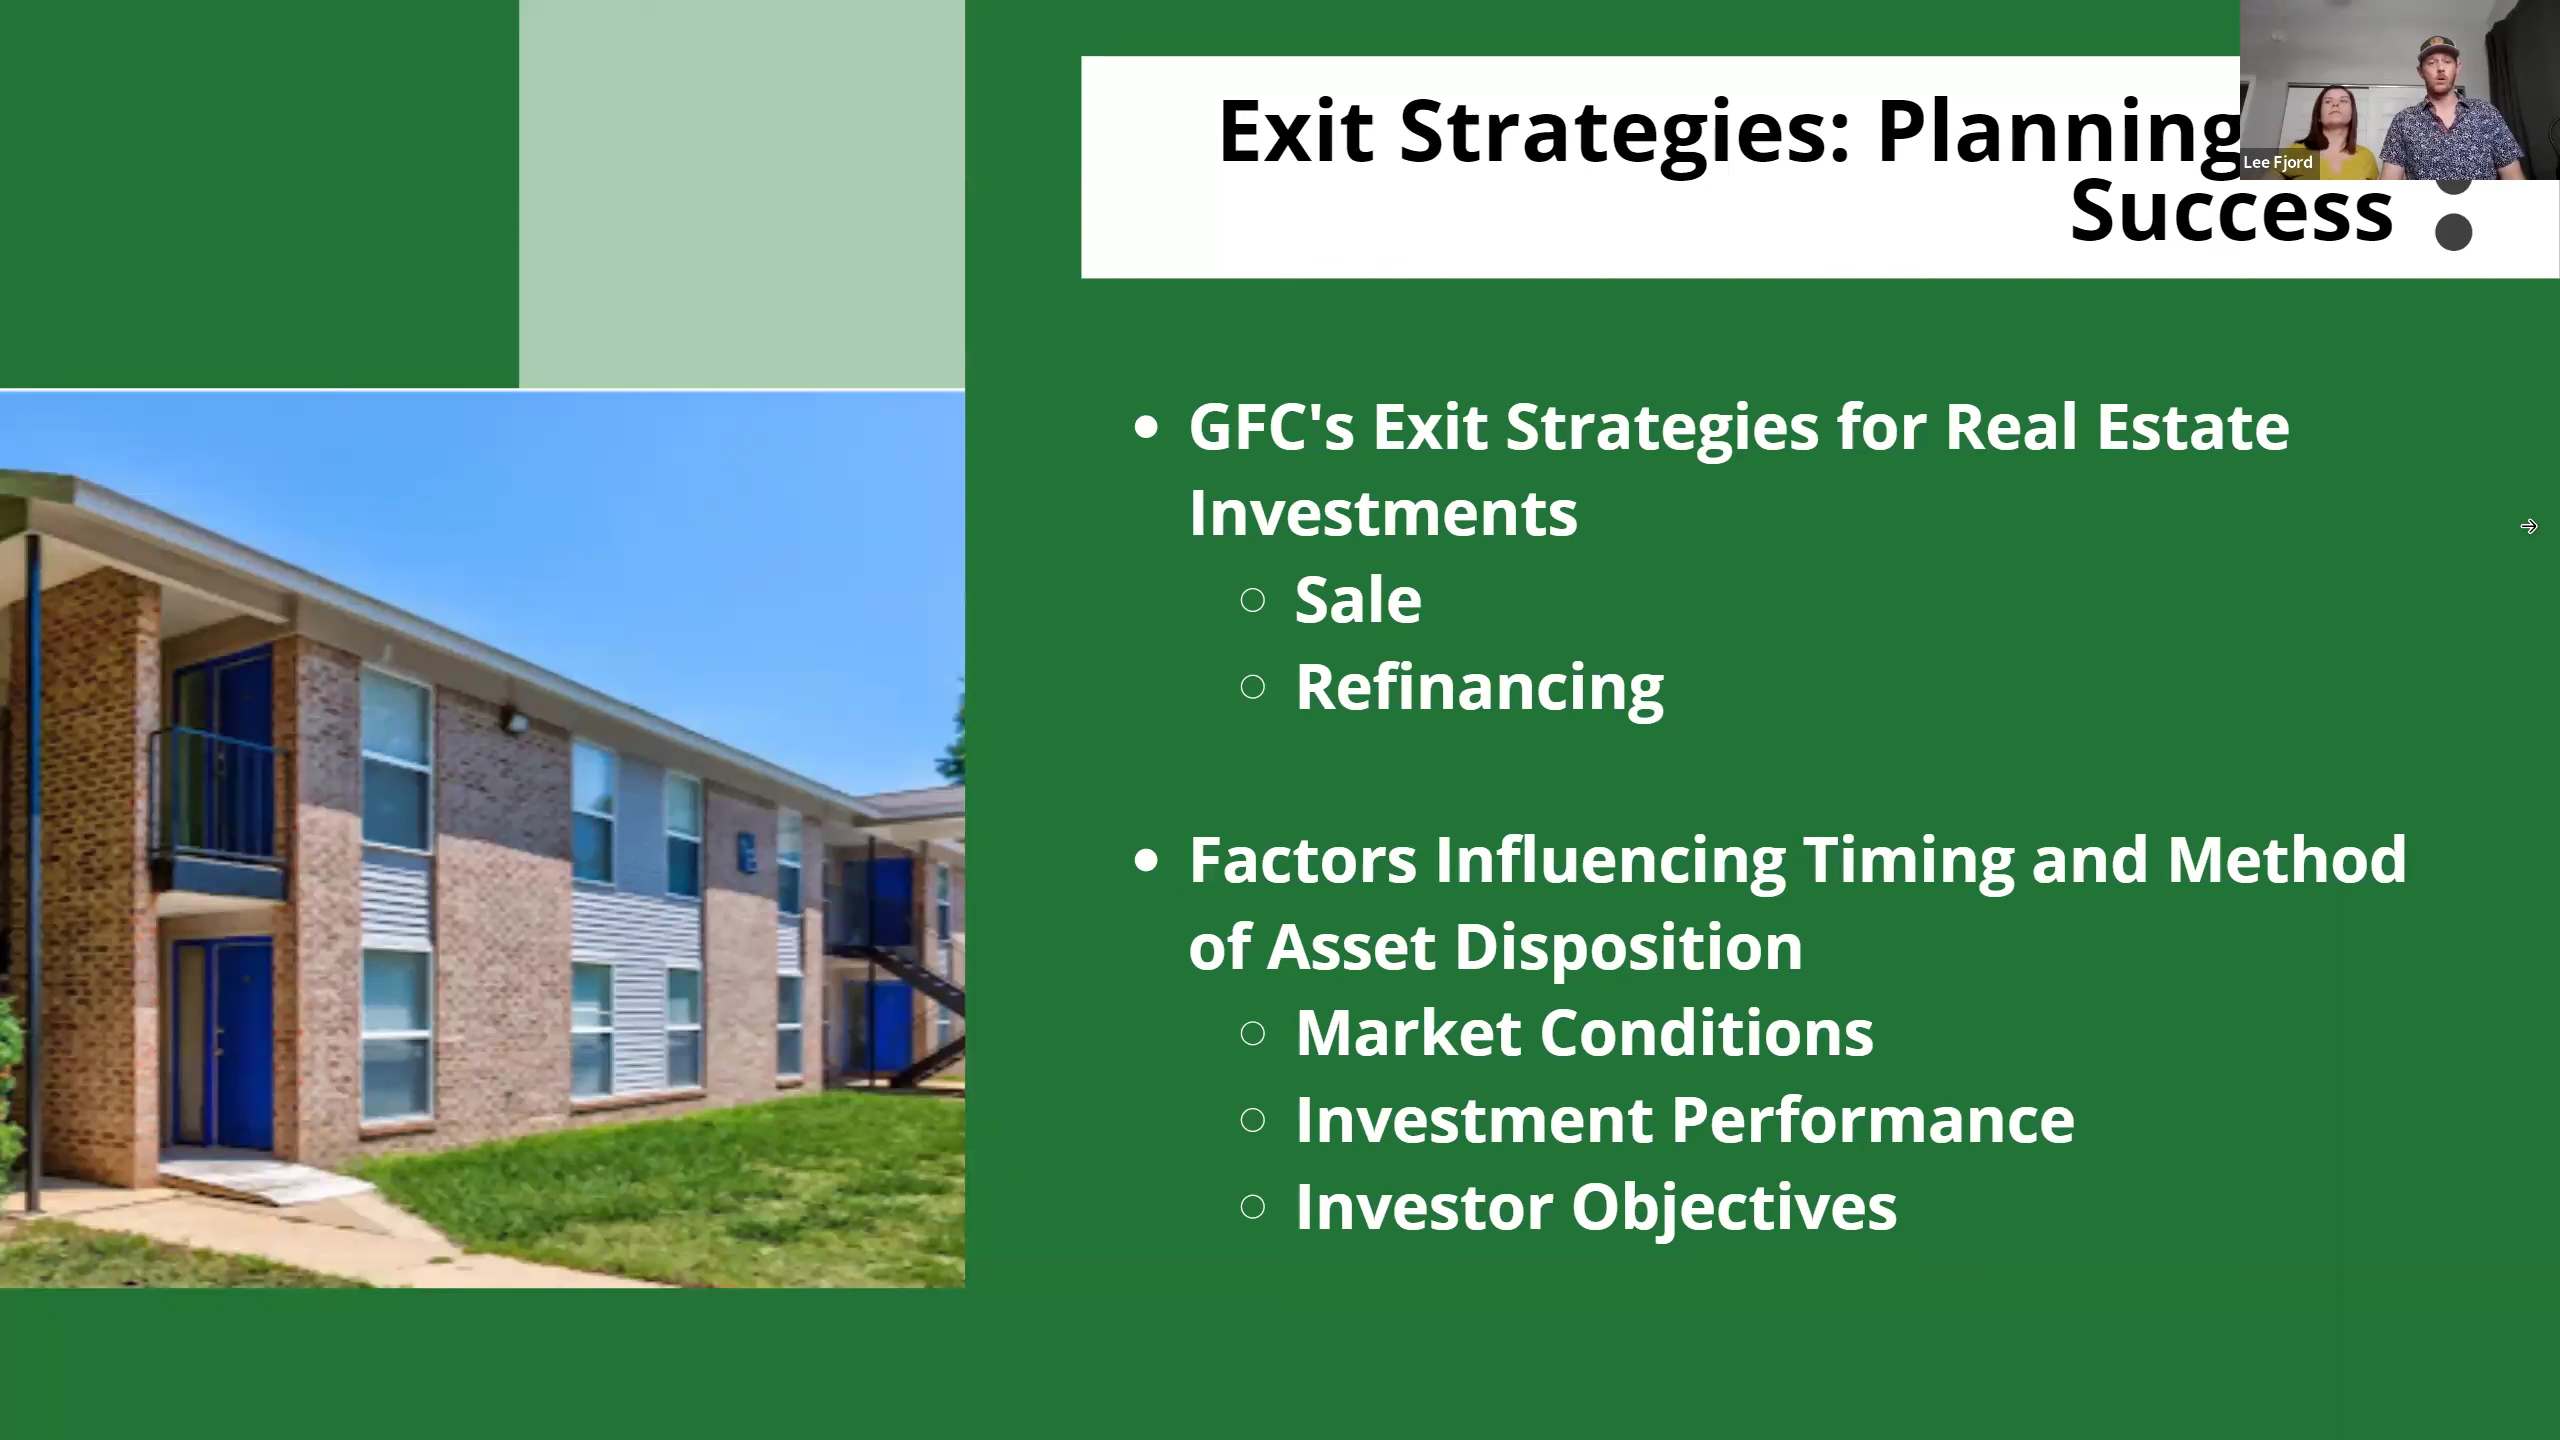 Exit Strategies: Planning
Success
Lee Fjord
GFC's Exit Strategies for Real Estate
Investments
Sale
Refinancing
Factors Influencing Timing and Method
of Asset Disposition
Market Conditions
Investment Performance
Investor Objectives